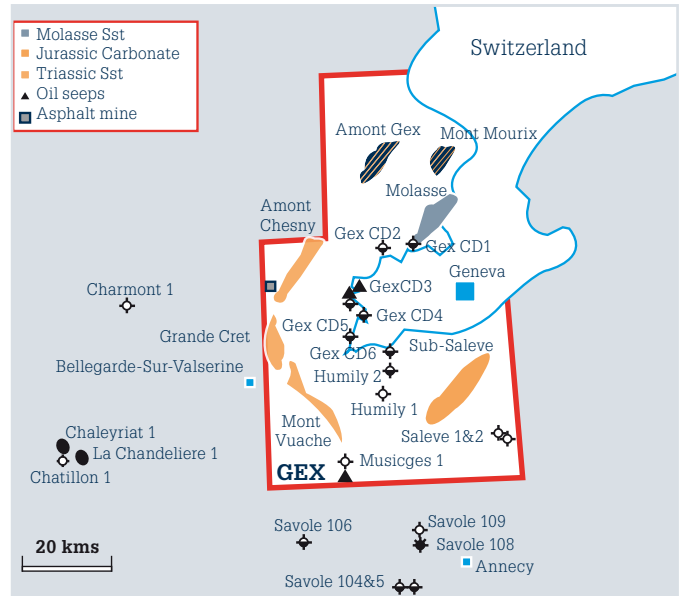 Molasse Sst
Jurassic Carbonate
Triassic Sst
Oil seeps
Asphalt mine
Switzerland
Amont Gex
Mont Mourix
Molasse
Amont
Chesny
Gex CD2
Gex CD1
Geneva
GexCD3
Charmont 1
Gex CD4
Gex CD5
Grande Cret
Gex CD6
Sub-Saleve
Bellegarde-Sur-Valserine
Humily 2
Humily 1
Mont
Vuache
Saleve 1&2
Chaleyriat 1
La Chandeliere 1
Chatillon 1
Musicges 1
GEX
Savole 106
Savole 109
Savole 108
20 kms
Annecy
Savole 104&5